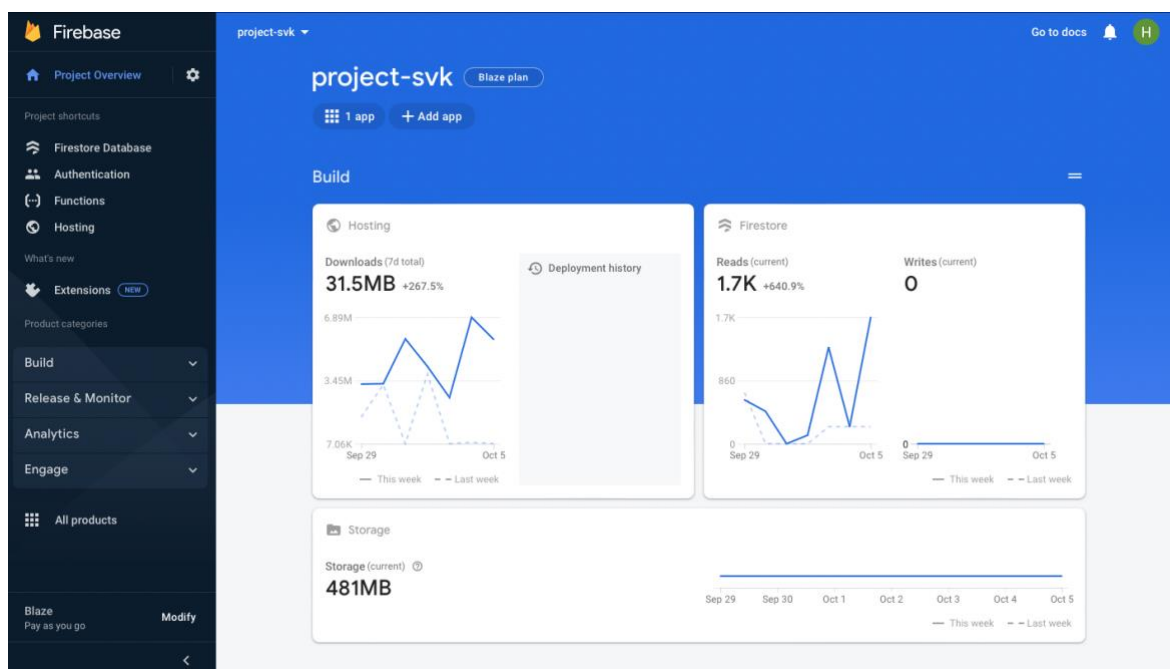 Firebase
Project Overview
Project shortcuts
Firestore Database
Authentication
Functions
Hosting
What's new
Extensions NEW
Product categories
Build
Release & Monitor
Analytics
Engage
All products
Blaze
Pay as you go
Modify
project-svk
Go to docs
H
project-svk Blaze plan
1 app + Add app
Build
Hosting
Downloads (7d total)
31.5MB +267.5%
6.89M
3.45M
7.06K
Sep 29 Oct 5
This week Last week
Deployment history
Firestore
Reads (current)
1.7K +640.9%
1.7K
860
0
Sep 29 Oct 5
Writes (current)
0
0
Sep 29 Oct 5
This week Last week
Storage
Storage (current)
481MB
Sep 29 Sep 30 Oct 1 Oct 2 Oct 3 Oct 4 Oct 5
This week Last week